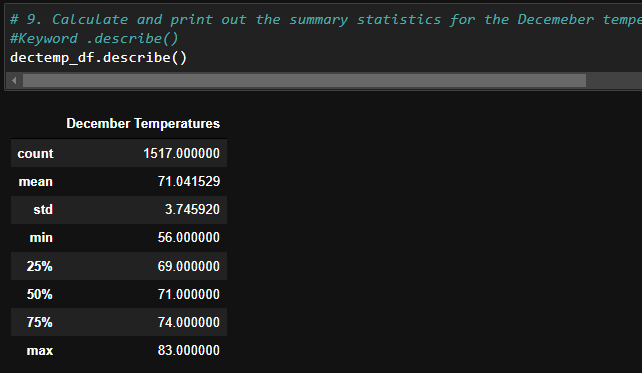 # 9. Calculate and print out the summary statistics for the Decemeber tempe
#Keyword .describe()
dectemp_df.describe()
December Temperatures
count 1517.000000
mean 71.041529
std 3.745920
min 56.000000
25% 69.000000
50% 71.000000
75% 74.000000
max 83.000000